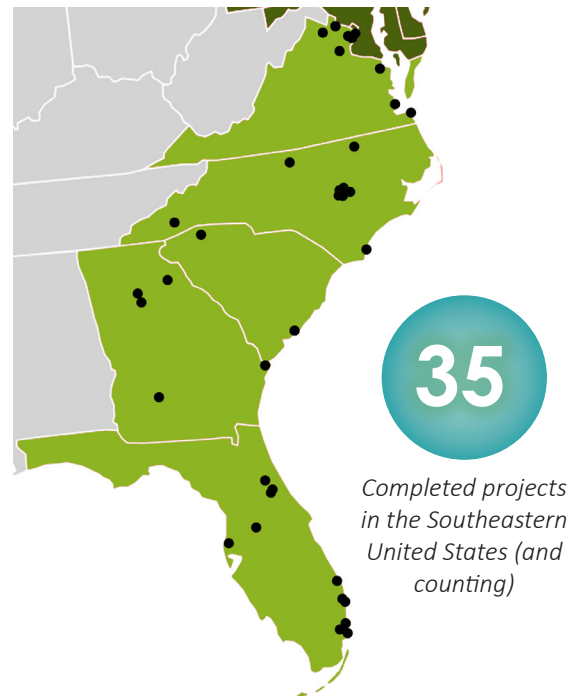 35
Completed projects
in the Southeastern
United States (and
counting)